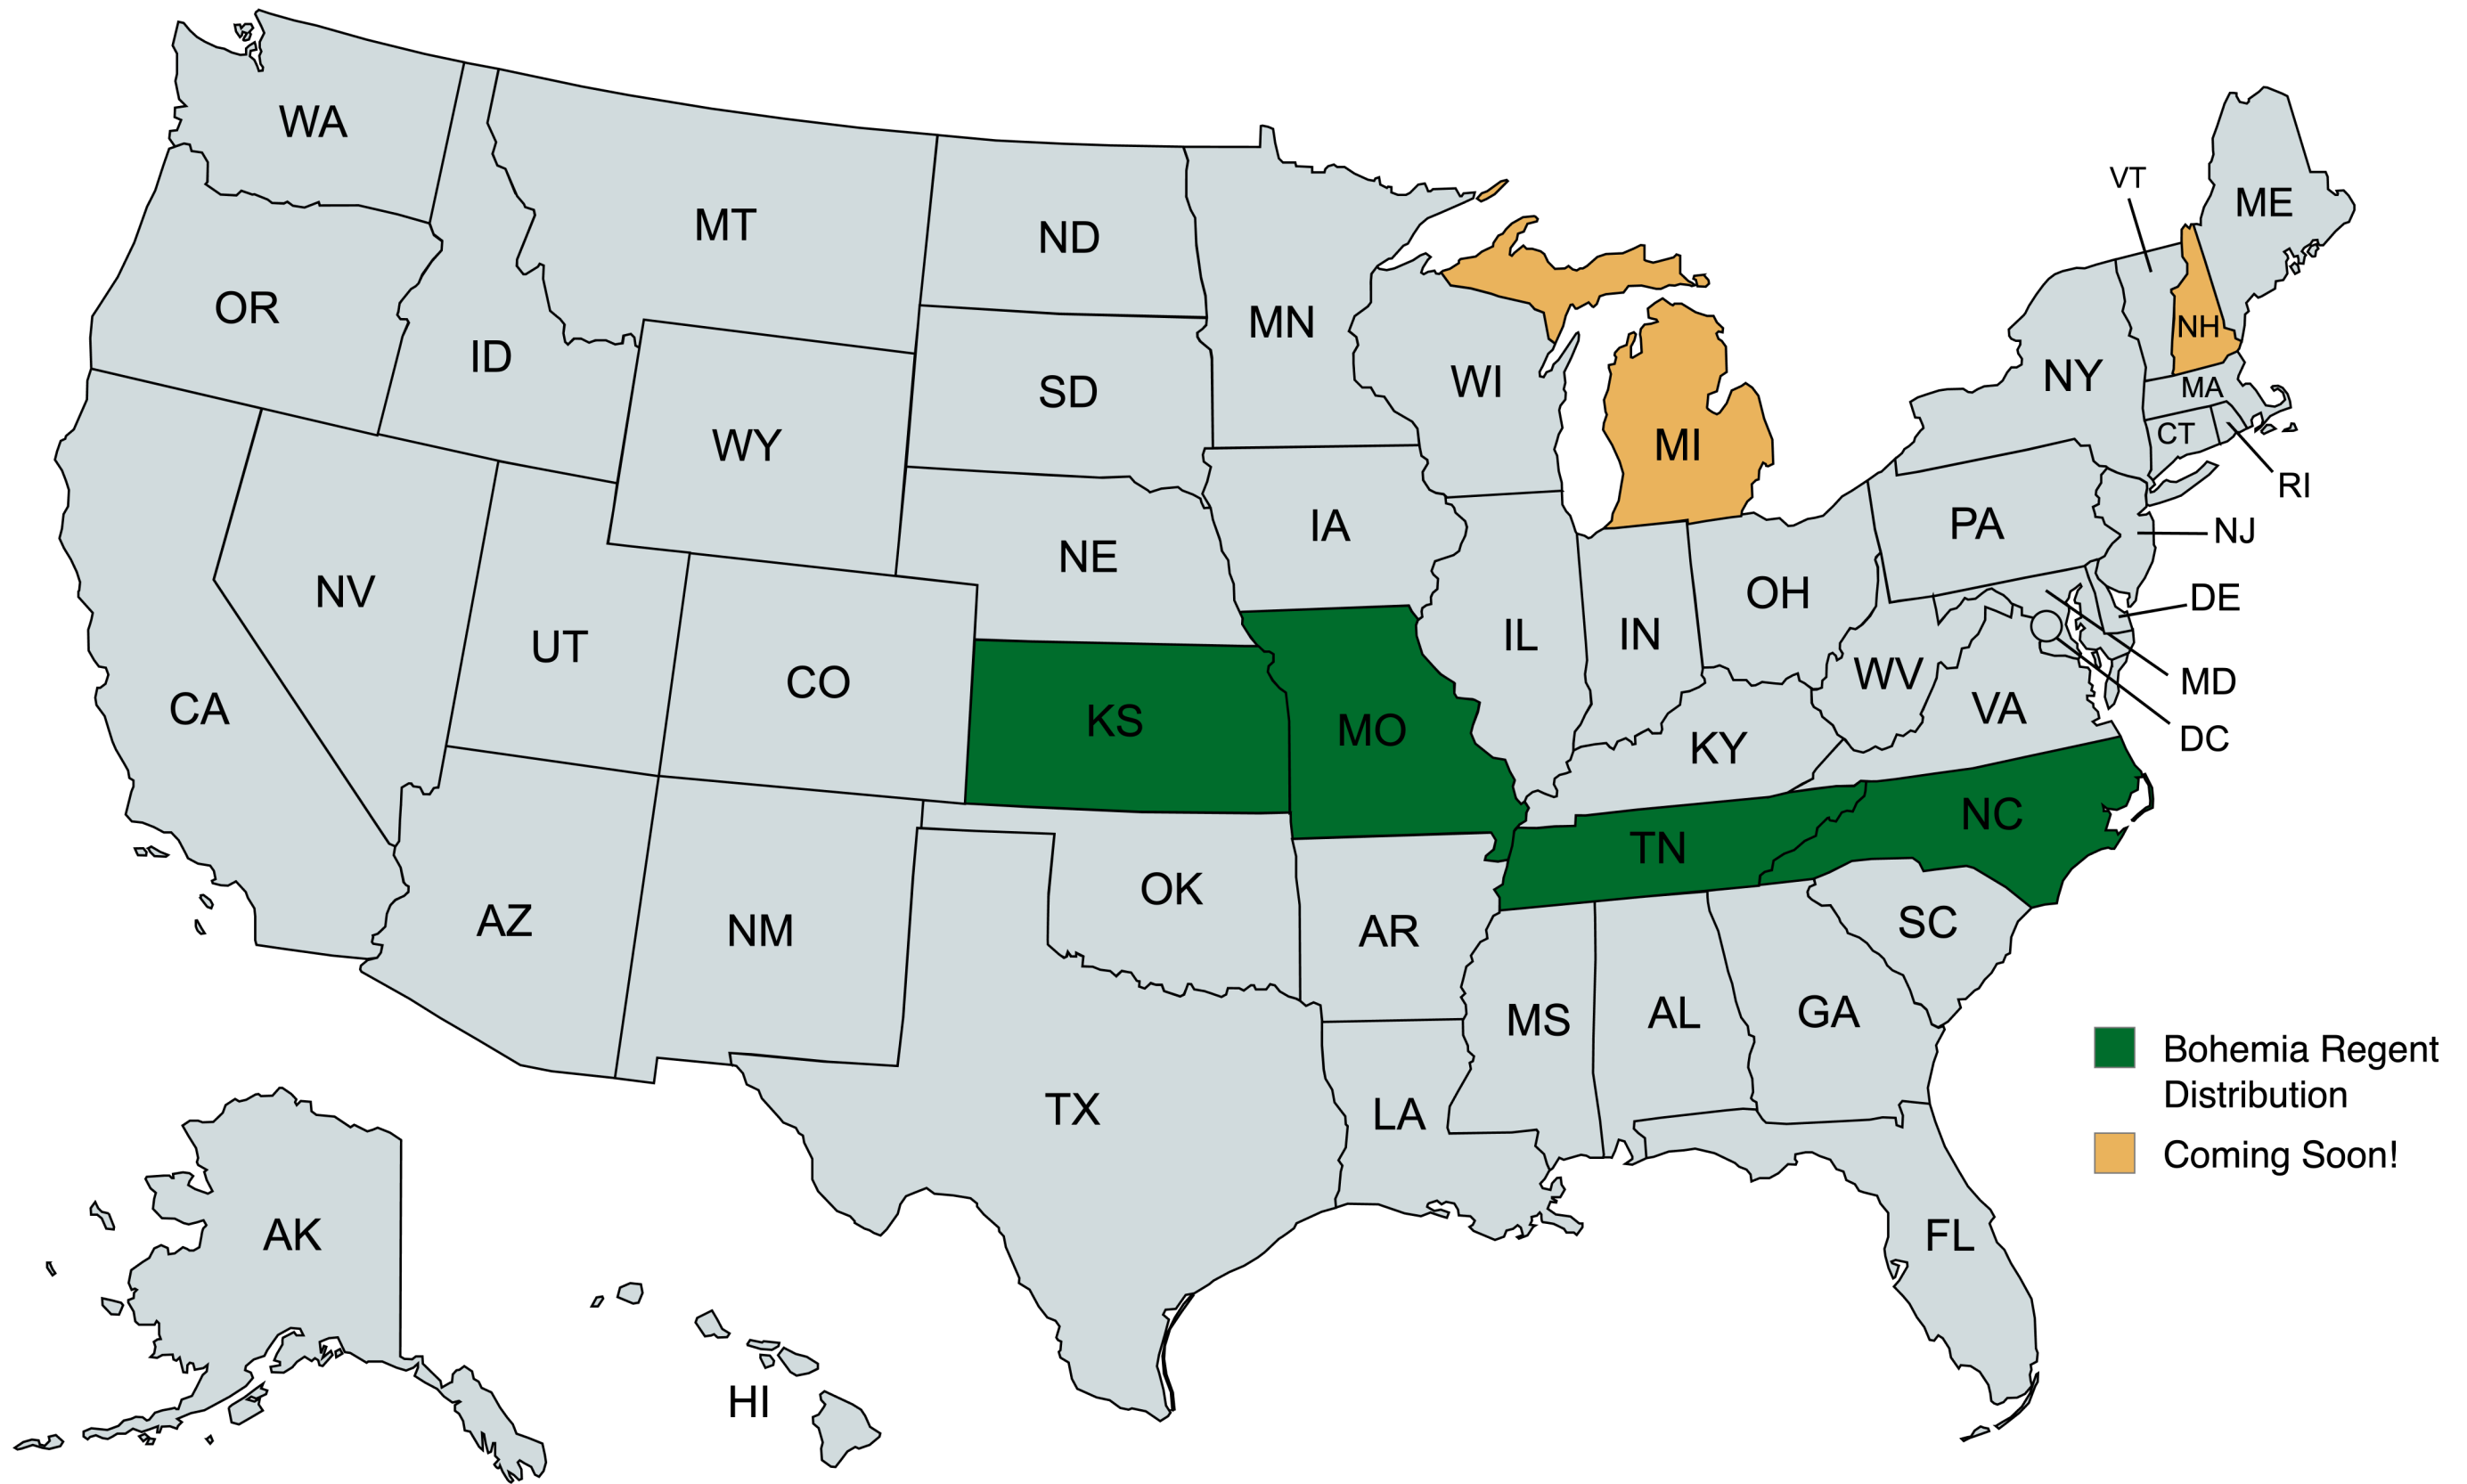 WA
MT
ND
MN
VT
ME
OR
ID
SD
WI
NH
NY
MA
MI
CT
RI
WY
IA
PA
NJ
NE
NV
OH
DE
UT
IL
IN
CO
WV
MD
CA
KS
MO
VA
DC
KY
NC
TN
OK
AZ
NM
AR
SC
MS
AL
GA
TX
LA
Bohemia Regent
Distribution
Coming Soon!
AK
FL
HI